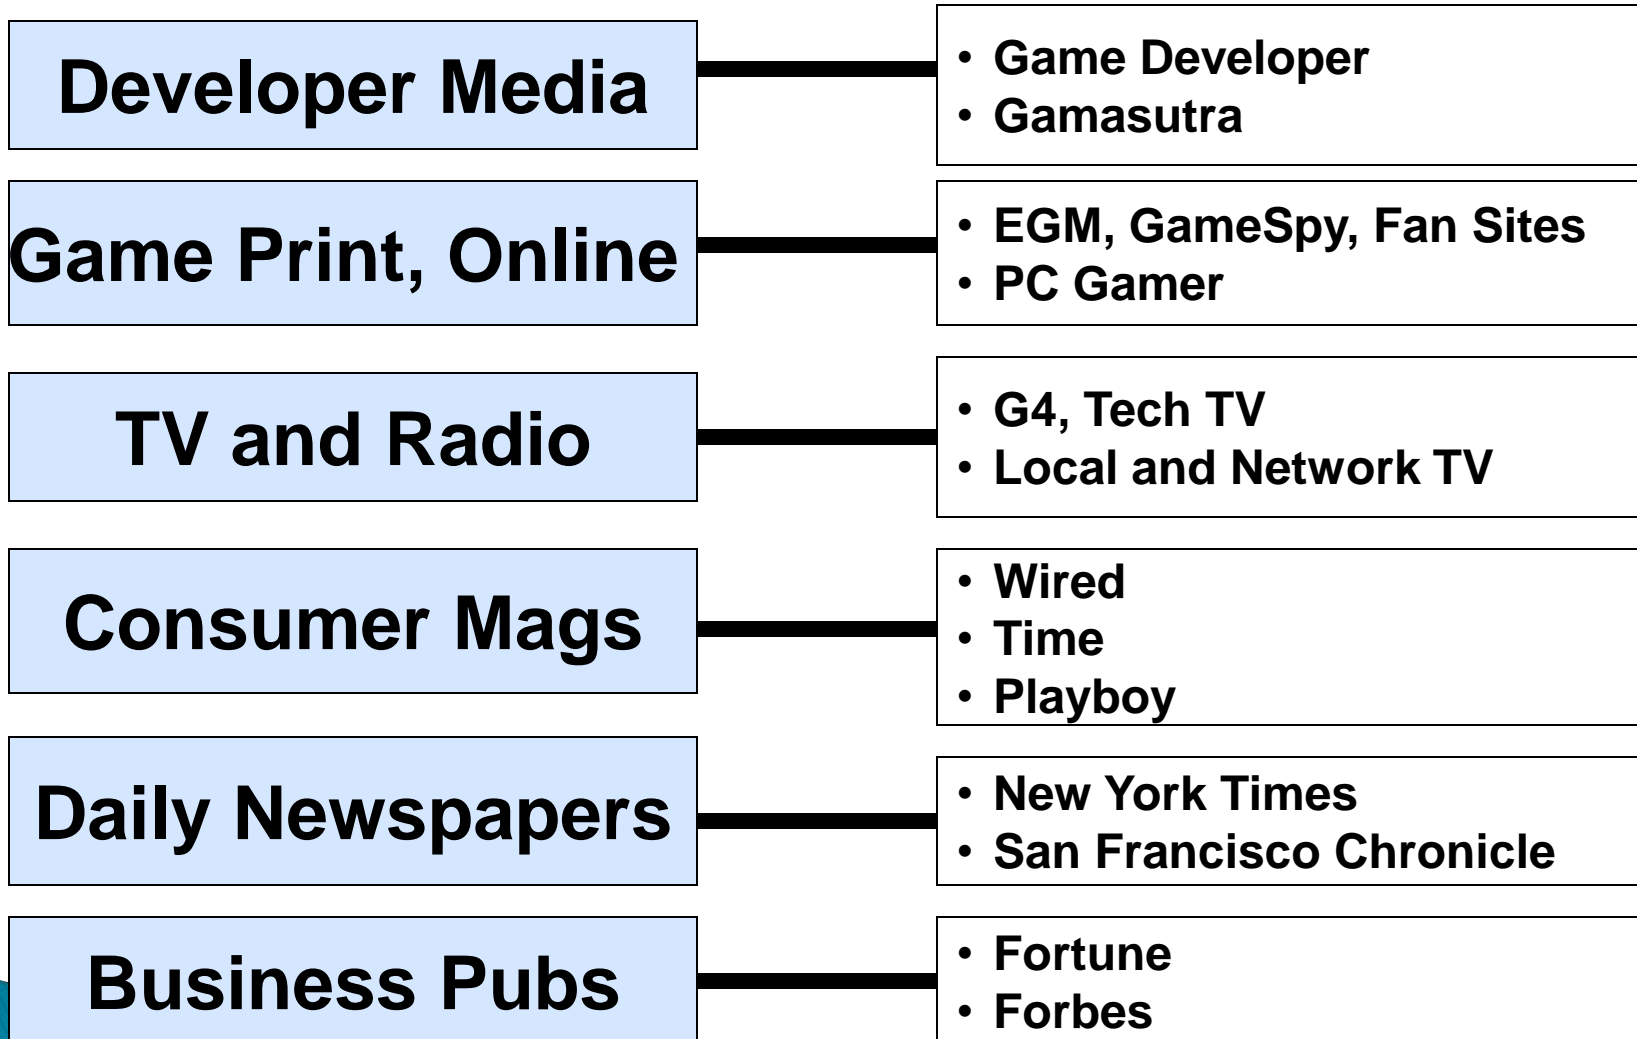 Developer Media
• Game Developer
• Gamasutra
Game Print, Online
• EGM, GameSpy, Fan Sites
• PC Gamer
TV and Radio
• G4, Tech TV
• Local and Network TV
Consumer Mags
• Wired
• Time
• Playboy
Daily Newspapers
• New York Times
• San Francisco Chronicle
Business Pubs
• Fortune
• Forbes